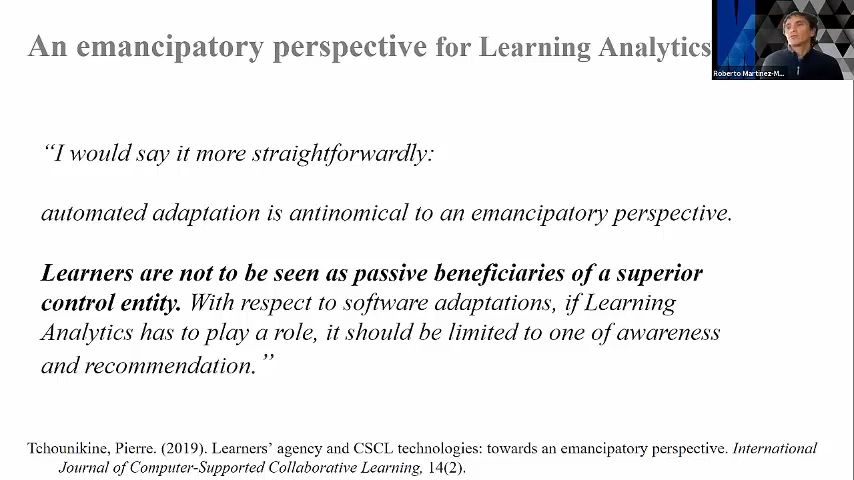 An emancipatory perspective for Learning Analytics
Roberto Martinez-M...
“I would say it more straightforwardly:
automated adaptation is antinomical to an emancipatory perspective.
Learners are not to be seen as passive beneficiaries of a superior
control entity. With respect to software adaptations, if Learning
Analytics has to play a role, it should be limited to one of awareness
and recommendation.”
Tchounikine, Pierre. (2019). Learners’ agency and CSCL technologies: towards an emancipatory perspective. International
Journal of Computer-Supported Collaborative Learning, 14(2).